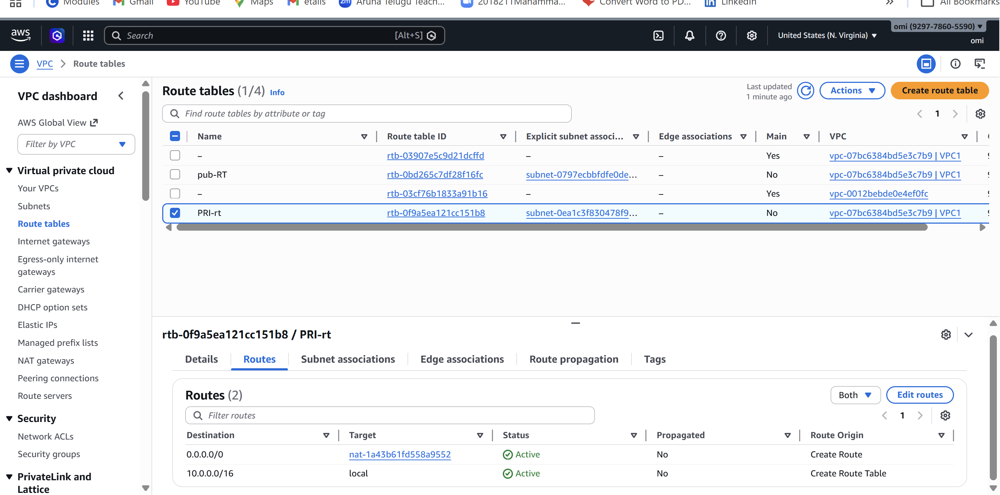 Modules Gmail YouTube Maps etails Aruna Telugu Teach... 2018211Mahamma... Convert Word to PD... LinkedIn » All Bookmarks
aws Search [Alt+S] United States (N. Virginia) omi (9297-7860-5590)
omi
VPC Route tables
VPC dashboard
AWS Global View
Filter by VPC
Virtual private cloud
Your VPCs
Subnets
Route tables
Internet gateways
Egress-only internet
gateways
Carrier gateways
DHCP option sets
Elastic IPs
Managed prefix lists
NAT gateways
Peering connections
Route servers
Security
Network ACLs
Security groups
PrivateLink and
Lattice
Route tables (1/4) Info
Last updated
1 minute ago
Actions
Create route table
Find route tables by attribute or tag
1
Name Route table ID Explicit subnet associ... Edge associations Main VPC
– rtb-03907e5c9d21dcffd – – Yes vpc-07bc6384bd5e3c7b9 | VPC1
pub-RT rtb-0bd265c7df28f16fc subnet-0797ecbbfdfe0de... – No vpc-07bc6384bd5e3c7b9 | VPC1
– rtb-03cf76b1833a91b16 – – Yes vpc-0012bebde0e4ef0fc
PRI-rt rtb-0f9a5ea121cc151b8 subnet-0ea1c3f830478f9... – No vpc-07bc6384bd5e3c7b9 | VPC1
rtb-0f9a5ea121cc151b8 / PRI-rt
Details Routes Subnet associations Edge associations Route propagation Tags
Routes (2)
Both
Edit routes
Filter routes
1
Destination Target Status Propagated Route Origin
0.0.0.0/0 nat-1a43b61fd558a9552 Active No Create Route
10.0.0.0/16 local Active No Create Route Table